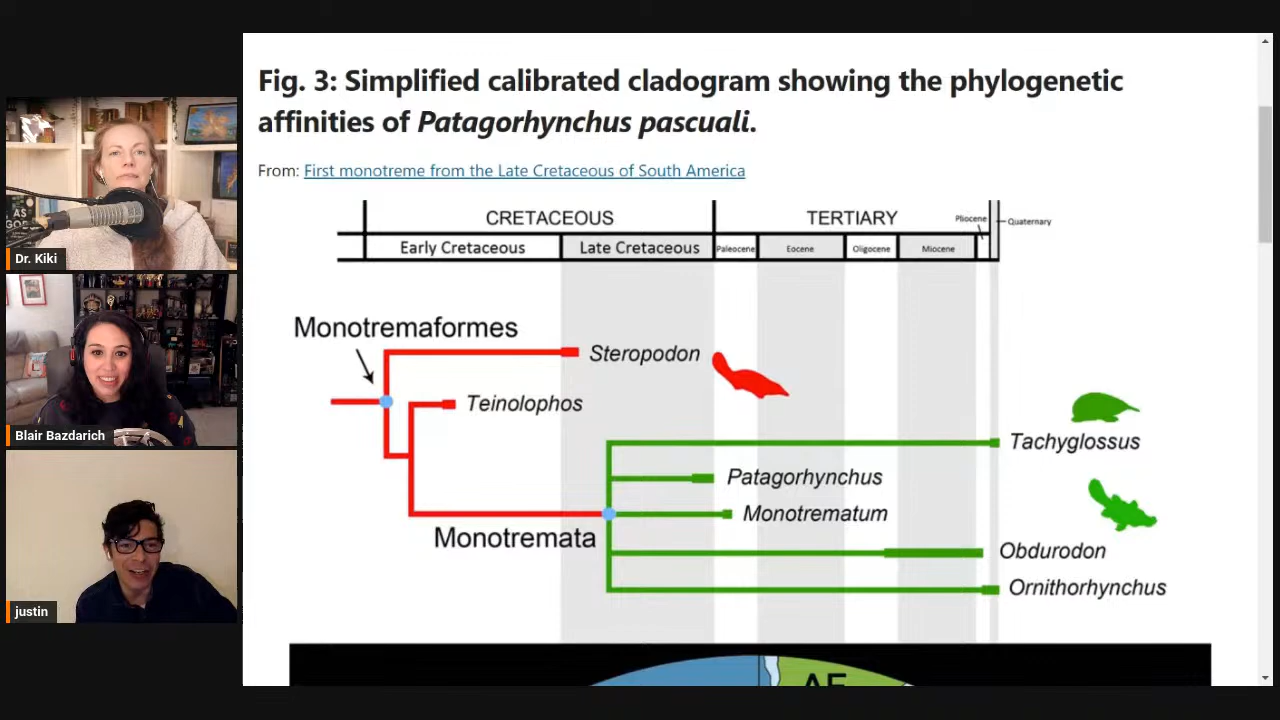 Fig. 3: Simplified calibrated cladogram showing the phylogenetic
affinities of Patagorhynchus pascuali.
From: First monotreme from the Late Cretaceous of South America
CRETACEOUS
TERTIARY
Pliocene
Quaternary
Early Cretaceous
Late Cretaceous
Paleocene
Eocene
Oligocene
Miocene
Monotremaformes
Steropodon
Teinolophos
Tachyglossus
Patagorhynchus
Monotrematum
Monotremata
Obdurodon
Ornithorhynchus
Dr. Kiki
Blair Bazdarich
justin